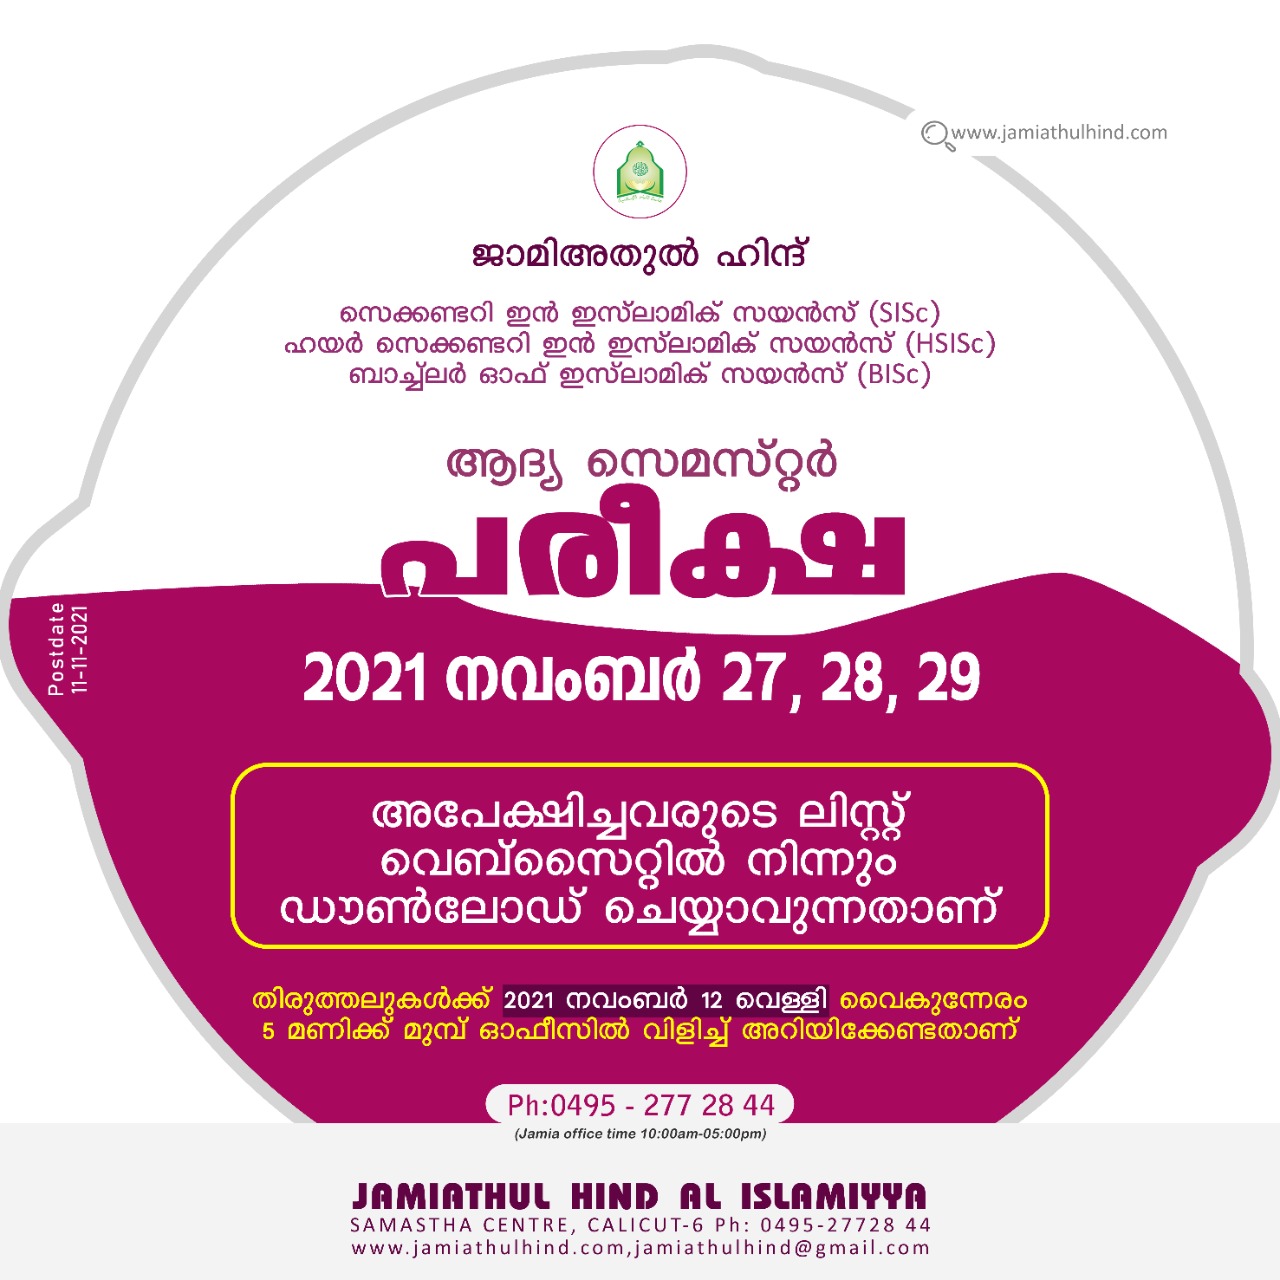 www.jamiathulhind.com
ജാമിഅതുൽ ഹിന്ദ്
സെക്കണ്ടറി ഇൻ ഇസ്‌ലാമിക് സയൻസ് (SISc)
ഹയർ സെക്കണ്ടറി ഇൻ ഇസ്‌ലാമിക് സയൻസ് (HSISc)
ബാച്ച്ലർ ഓഫ് ഇസ്‌ലാമിക് സയൻസ് (BISc)
ആദ്യ സെമസ്റ്റർ
പരീക്ഷ
Postdate
11-11-2021
2021 നവംബർ 27, 28, 29
അപേക്ഷിച്ചവരുടെ ലിസ്റ്റ്
വെബ്സൈറ്റിൽ നിന്നും
ഡൗൺലോഡ് ചെയ്യാവുന്നതാണ്
തിരുത്തലുകൾക്ക് 2021 നവംബർ 12 വെള്ളി വൈകുന്നേരം
5 മണിക്ക് മുമ്പ് ഓഫീസിൽ വിളിച്ച് അറിയിക്കേണ്ടതാണ്
Ph:0495 - 277 28 44
(Jamia office time 10:00am-05:00pm)
JAMIATHUL HIND AL ISLAMIYYA
SAMASTHA CENTRE, CALICUT-6 Ph: 0495-27728 44
www.jamiathulhind.com,jamiathulhind@gmail.com